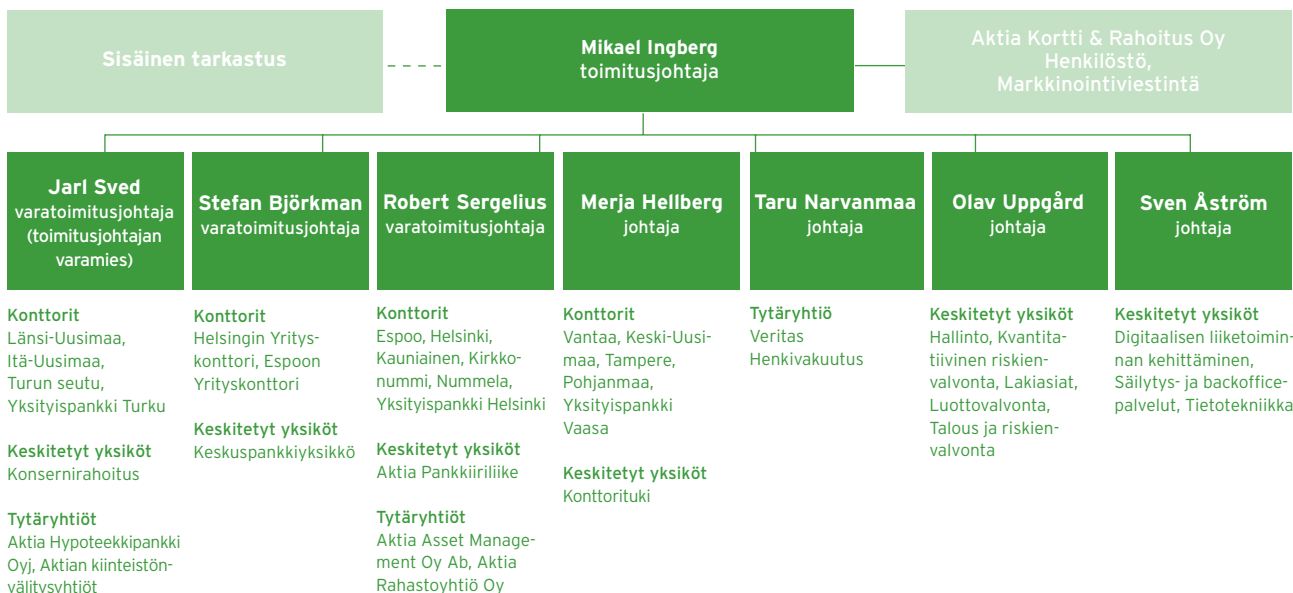 Sisäinen tarkastus
Mikael Ingberg
toimitusjohtaja
Aktia Kortti & Rahoitus Oy
Henkilöstö,
Markkinointiviestintä
Jarl Sved
varatoimitusjohtaja
(toimitusjohtajan
varamies)
Stefan Björkman
varatoimitusjohtaja
Robert Sergelius
varatoimitusjohtaja
Merja Hellberg
johtaja
Taru Narvanmaa
johtaja
Olav Uppgård
johtaja
Sven Åström
johtaja
Konttorit
Länsi-Uusimaa,
Itä-Uusimaa,
Turun seutu,
Yksityispankki Turku
Keskitetyt yksiköt
Konsernirahoitus
Tytäryhtiöt
Aktia Hypoteekkipankki
Oyj, Aktian kiinteistön-
välitysyhtiöt
Konttorit
Helsingin Yritys-
konttori, Espoon
Yrityskonttori
Keskitetyt yksiköt
Keskuspankkiyksikkö
Konttorit
Espoo, Helsinki,
Kauniainen, Kirkko-
nummi, Nummela,
Yksityispankki Helsinki
Keskitetyt yksiköt
Aktia Pankkiiriliike
Tytäryhtiöt
Aktia Asset Manage-
ment Oy Ab, Aktia
Rahastoyhtiö Oy
Konttorit
Vantaa, Keski-Uusi-
maa, Tampere,
Pohjanmaa,
Yksityispankki
Vaasa
Keskitetyt yksiköt
Konttorituki
Tytäryhtiö
Veritas
Henkivakuutus
Keskitetyt yksiköt
Hallinto, Kvantita-
tiivinen riskien-
valvonta, Lakiasiat,
Luottovalvonta,
Talous ja riskien-
valvonta
Keskitetyt yksiköt
Digitaalisen liiketoimin-
nan kehittäminen,
Säilytys- ja backoffice-
palvelut, Tietotekniikka